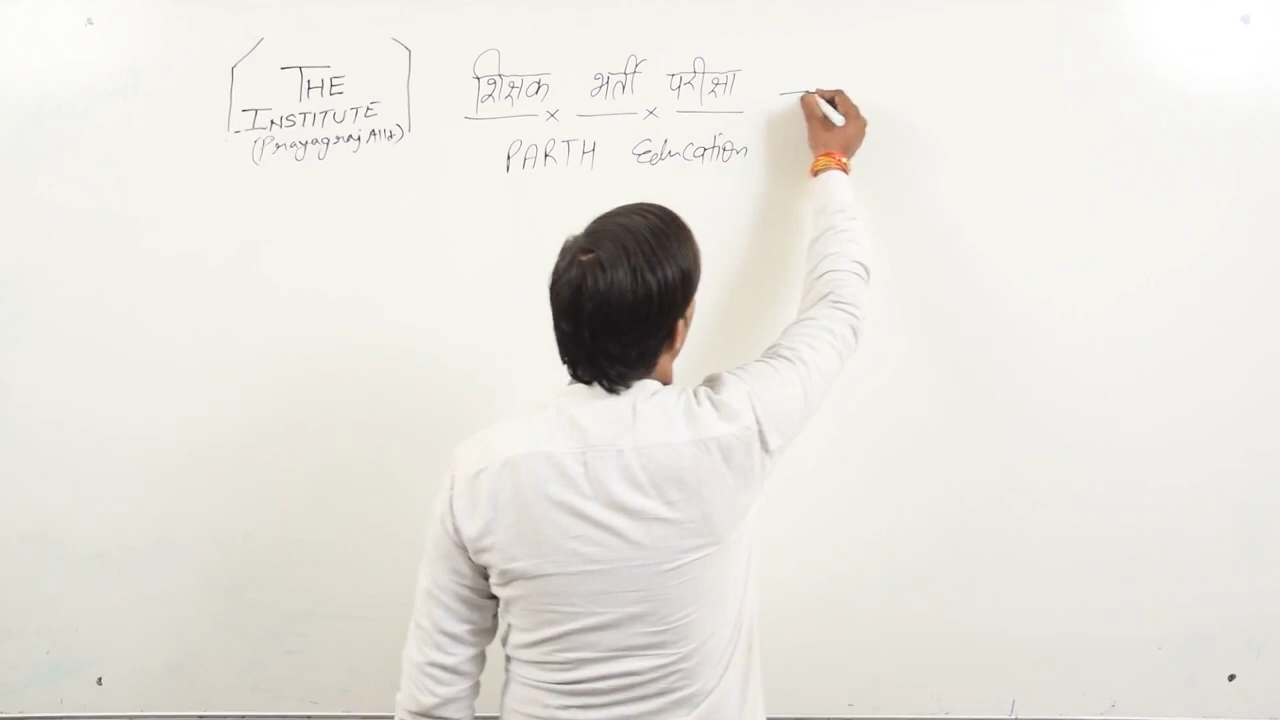 THE
INSTITUTE
(Prayagraj Alld.)
शिक्षक भर्ती परीक्षा
PARTH Education